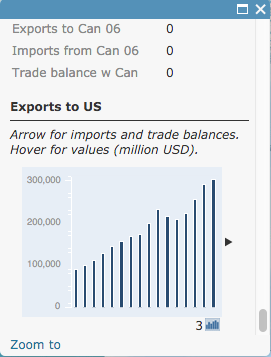 Exports to Can 06 0
Imports from Can 06 0
Trade balance w Can 0
Exports to US
Arrow for imports and trade balances.
Hover for values (million USD).
300,000
200,000
100,000
0
3
Zoom to